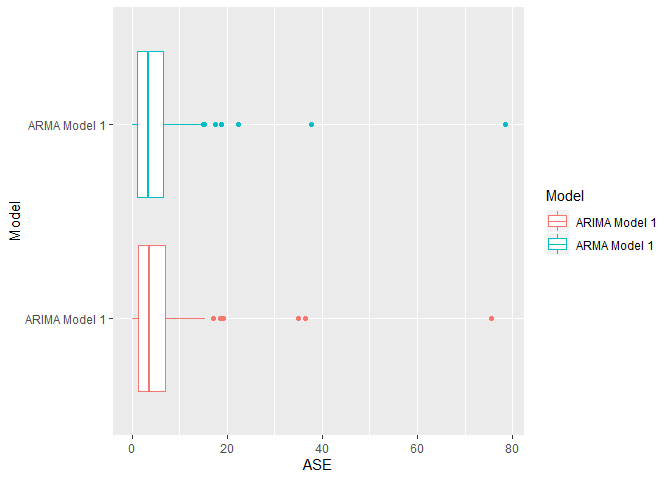 Model
ARMA Model 1
ARIMA Model 1
0
20
40
60
80
ASE
Model
ARIMA Model 1
ARMA Model 1